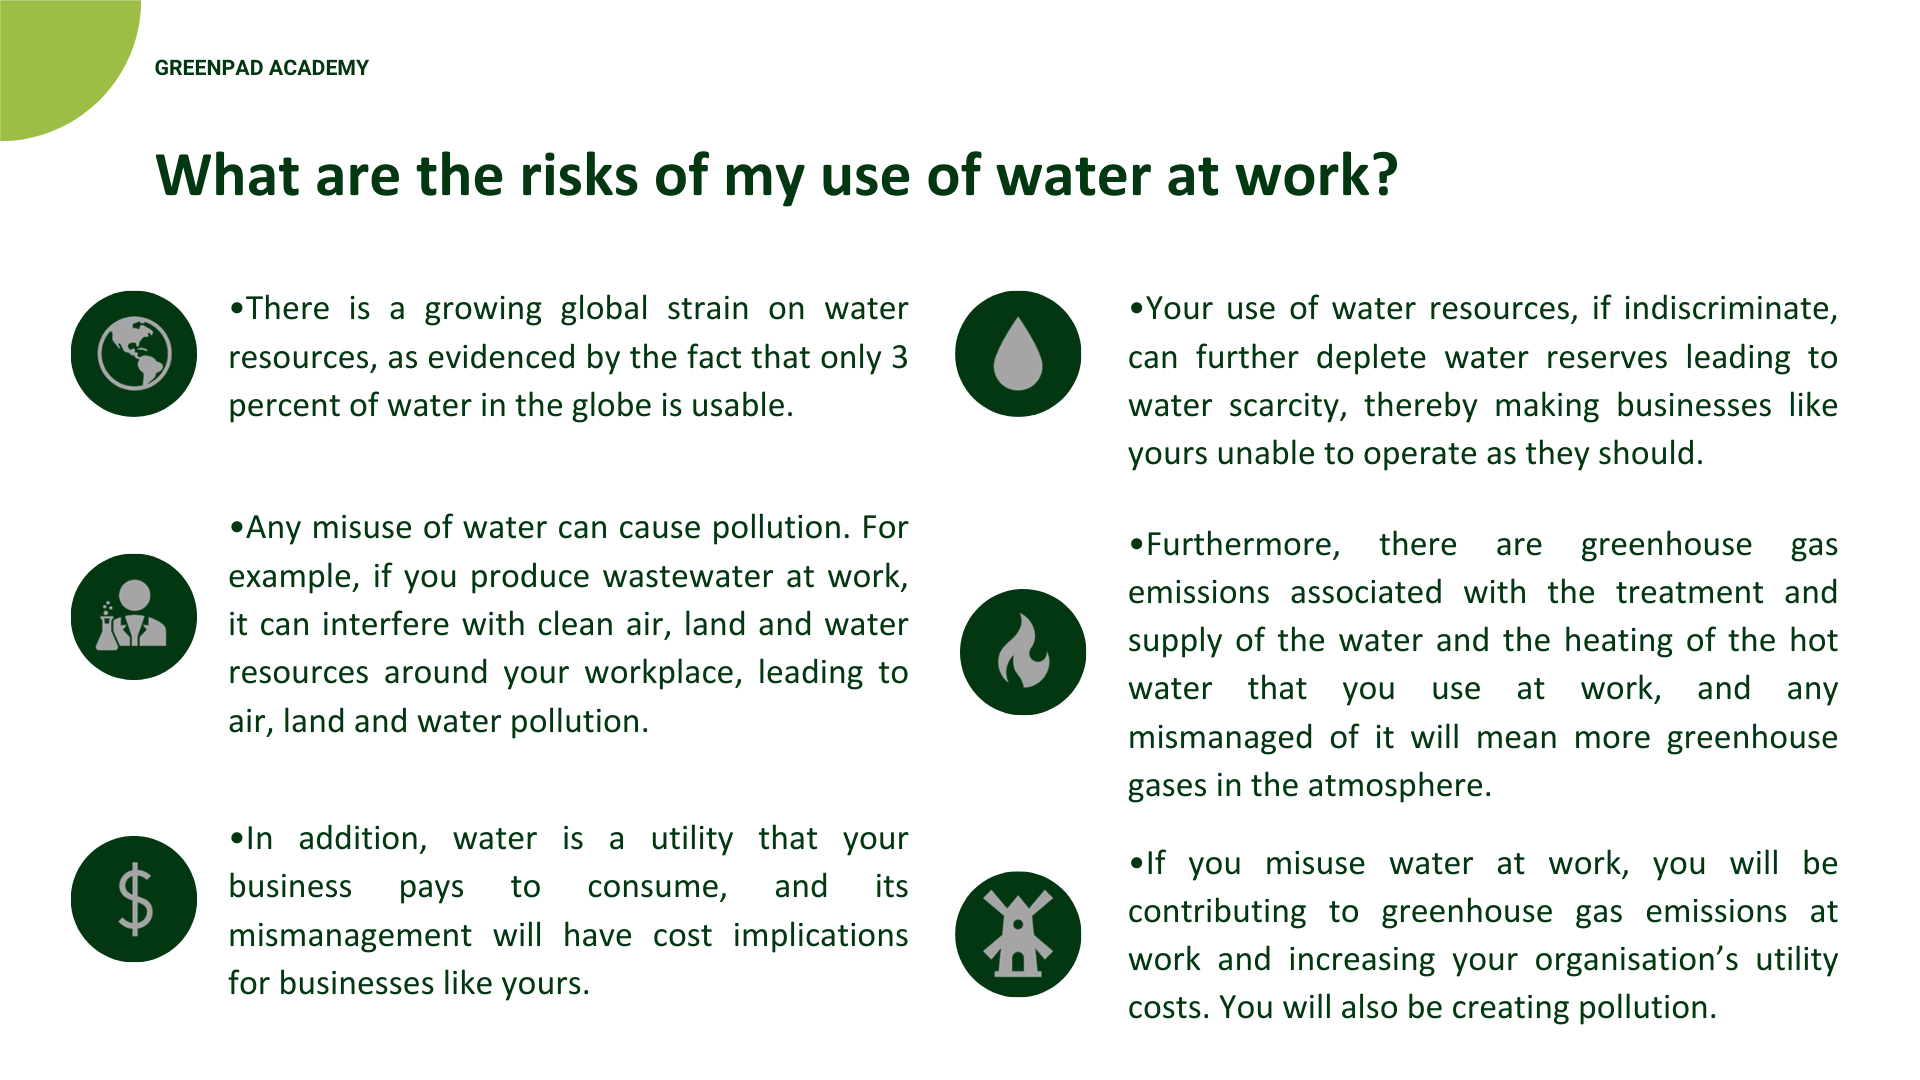 GREENPAD ACADEMY
What are the risks of my use of water at work?
•There is a growing global strain on water
resources, as evidenced by the fact that only 3
percent of water in the globe is usable.
•Any misuse of water can cause pollution. For
example, if you produce wastewater at work,
it can interfere with clean air, land and water
resources around your workplace, leading to
air, land and water pollution.
•In addition, water is a utility that your
business pays to consume, and its
mismanagement will have cost implications
for businesses like yours.
•Your use of water resources, if indiscriminate,
can further deplete water reserves leading to
water scarcity, thereby making businesses like
yours unable to operate as they should.
•Furthermore, there are greenhouse gas
emissions associated with the treatment and
supply of the water and the heating of the hot
water that you use at work, and any
mismanaged of it will mean more greenhouse
gases in the atmosphere.
•If you misuse water at work, you will be
contributing to greenhouse gas emissions at
work and increasing your organisation’s utility
costs. You will also be creating pollution.